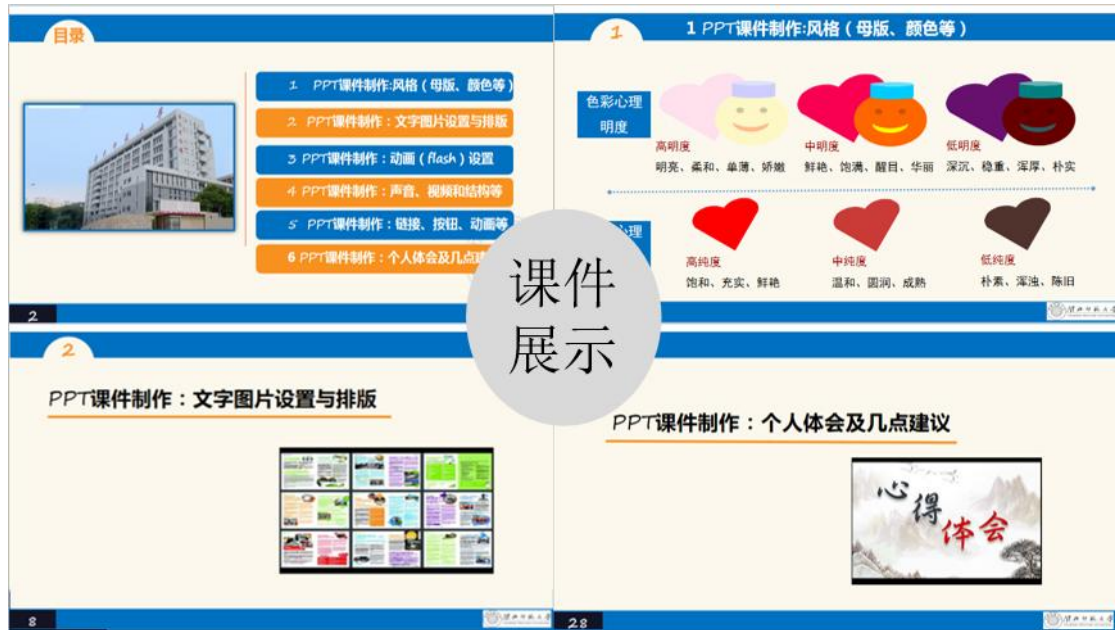 目录
1 PPT课件制作:风格（母版、颜色等）
2 PPT课件制作：文字图片设置与排版
3 PPT课件制作：动画（flash）设置
4 PPT课件制作：声音、视频和结构等
5 PPT课件制作：链接、按钮、动画等
6 PPT课件制作：个人体会及几点
2
1
1 PPT课件制作:风格（母版、颜色等）
色彩心理
明度
高明度
明亮、柔和、单薄、娇嫩
中明度
鲜艳、饱满、醒目、华丽
低明度
深沉、稳重、浑厚、朴实
心理
高纯度
饱和、充实、鲜艳
中纯度
温和、圆润、成熟
低纯度
朴素、浑浊、陈旧
课件
展示
2
PPT课件制作：文字图片设置与排版
8
PPT课件制作：个人体会及几点建议
心得
体会
28